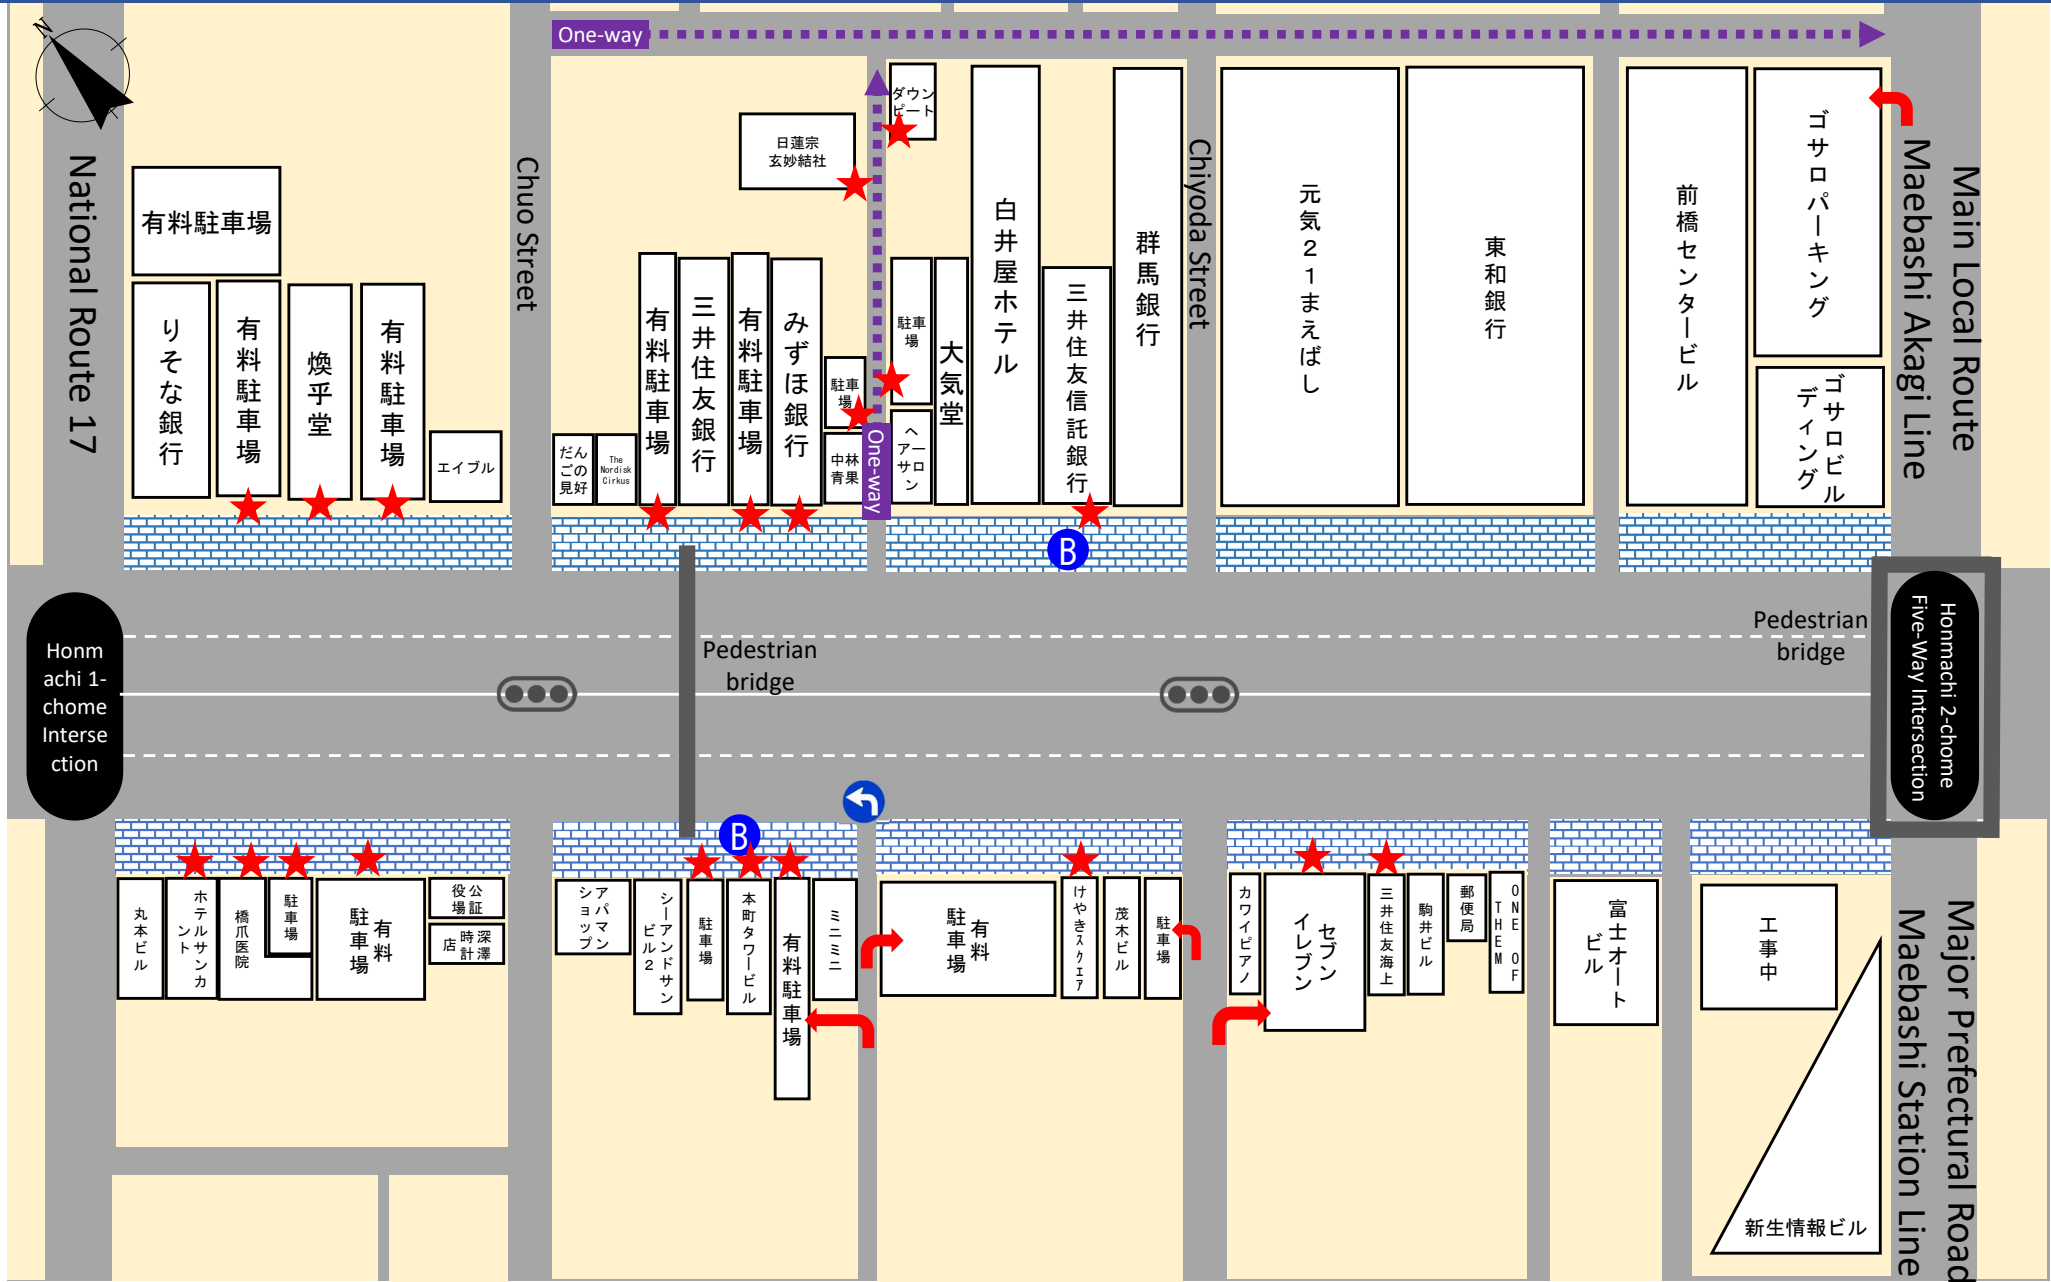 One-way
N
National Route 17
有料駐車場
りそな銀行
有料駐車場
煥乎堂
有料駐車場
エイブル
Chuo Street
だん
ごの
見好
The
Nordisk
Cirkus
有料駐車場
三井住友銀行
有料駐車場
みずほ銀行
日蓮宗
玄妙結社
駐車
場
中林
青果
One-way
ダウン
ビート
駐車
場
ヘアーサロン
大気堂
白井屋ホテル
三井住友信託銀行
群馬銀行
Chiyoda Street
元気21まえばし
東和銀行
前橋センタービル
ゴサロパーキング
ゴサロビル
ディング
Main Local Route
Maebashi Akagi Line
B
Honm
achi 1-
chome
Interse
ction
Pedestrian
bridge
Pedestrian
bridge
Honmachi 2-chome
Five-Way Intersection
B
丸本ビル
ホテルサンカ
ント
橋爪医院
駐車場
有料
駐車場
公証
役場
深澤
時計
店
アパマン
ショップ
シーアンドサン
ビル2
駐車場
本町タワービル
有料駐車場
ミニミニ
有料
駐車場
けやきスクエア
茂木ビル
駐車場
カワイピアノ
セブン
イレブン
三井住友海上
駒井ビル
郵便局
ONE OF
THEM
富士オート
ビル
工事中
新生情報ビル
Major Prefectural Road
Maebashi Station Line